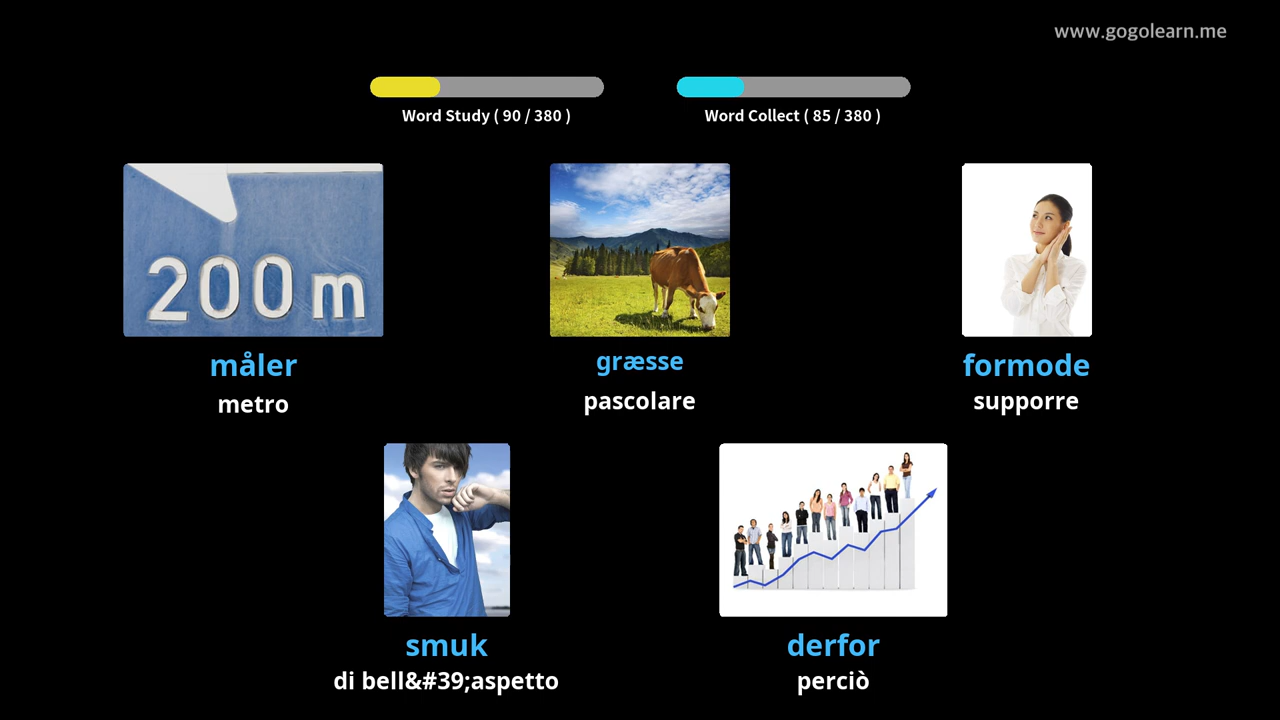 www.gogolearn.me
Word Study ( 90 / 380 )
Word Collect ( 85 / 380 )
200 m
måler
metro
græsse
pascolare
formode
supporre
smuk
di bell&#39;aspetto
derfor
perciò